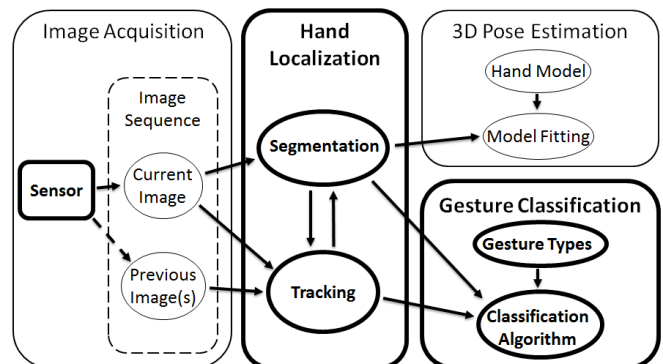 Image Acquisition
Image
Sequence
Sensor
Current
Image
Previous
Image(s)
Hand
Localization
Segmentation
Tracking
3D Pose Estimation
Hand Model
Model Fitting
Gesture Classification
Gesture Types
Classification
Algorithm